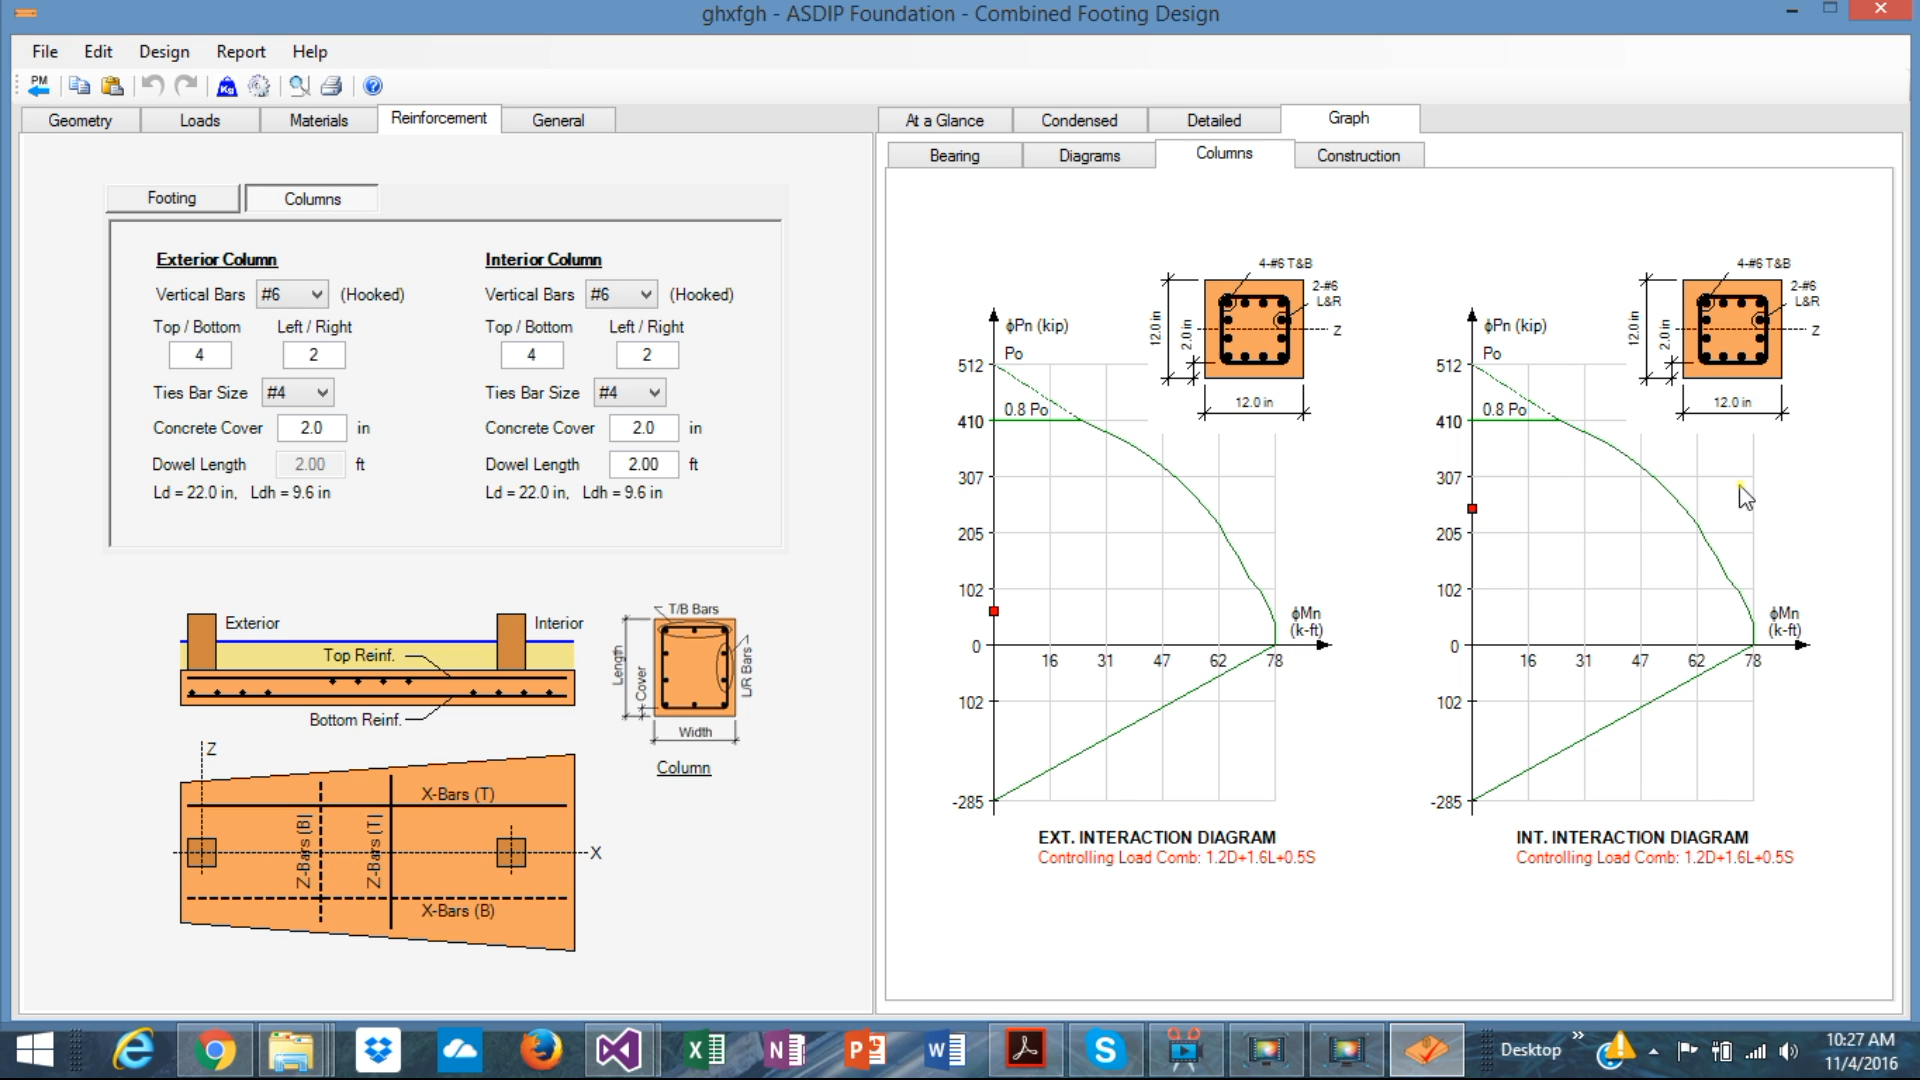 ghxfgh - ASDIP Foundation - Combined Footing Design
File Edit Design Report Help
PM Kg
Geometry Loads Materials Reinforcement General
At a Glance Condensed Detailed Graph
Bearing Diagrams Columns Construction
Footing Columns
Exterior Column
Vertical Bars #6 (Hooked)
Top / Bottom Left / Right
4 2
Ties Bar Size #4
Concrete Cover 2.0 in
Dowel Length 2.00 ft
Ld = 22.0 in, Ldh = 9.6 in
Interior Column
Vertical Bars #6 (Hooked)
Top / Bottom Left / Right
4 2
Ties Bar Size #4
Concrete Cover 2.0 in
Dowel Length 2.00 ft
Ld = 22.0 in, Ldh = 9.6 in
Exterior Interior
Top Reinf.
Bottom Reinf.
T/B Bars
Length
Cover
L/R Bars
Width
Column
Z
X-Bars (T)
Z-Bars (B)
Z-Bars (T)
X
X-Bars (B)
4-#6 T&B
2-#6
L&R
12.0 in
2.0 in
Z
12.0 in
ϕPn (kip)
Po
512
0.8 Po
410
307
205
102
0
ϕMn
(k-ft)
16 31 47 62 78
102
-285
EXT. INTERACTION DIAGRAM
Controlling Load Comb: 1.2D+1.6L+0.5S
4-#6 T&B
2-#6
L&R
12.0 in
2.0 in
Z
12.0 in
ϕPn (kip)
Po
512
0.8 Po
410
307
205
102
0
ϕMn
(k-ft)
16 31 47 62 78
102
-285
INT. INTERACTION DIAGRAM
Controlling Load Comb: 1.2D+1.6L+0.5S
Desktop
10:27 AM
11/4/2016